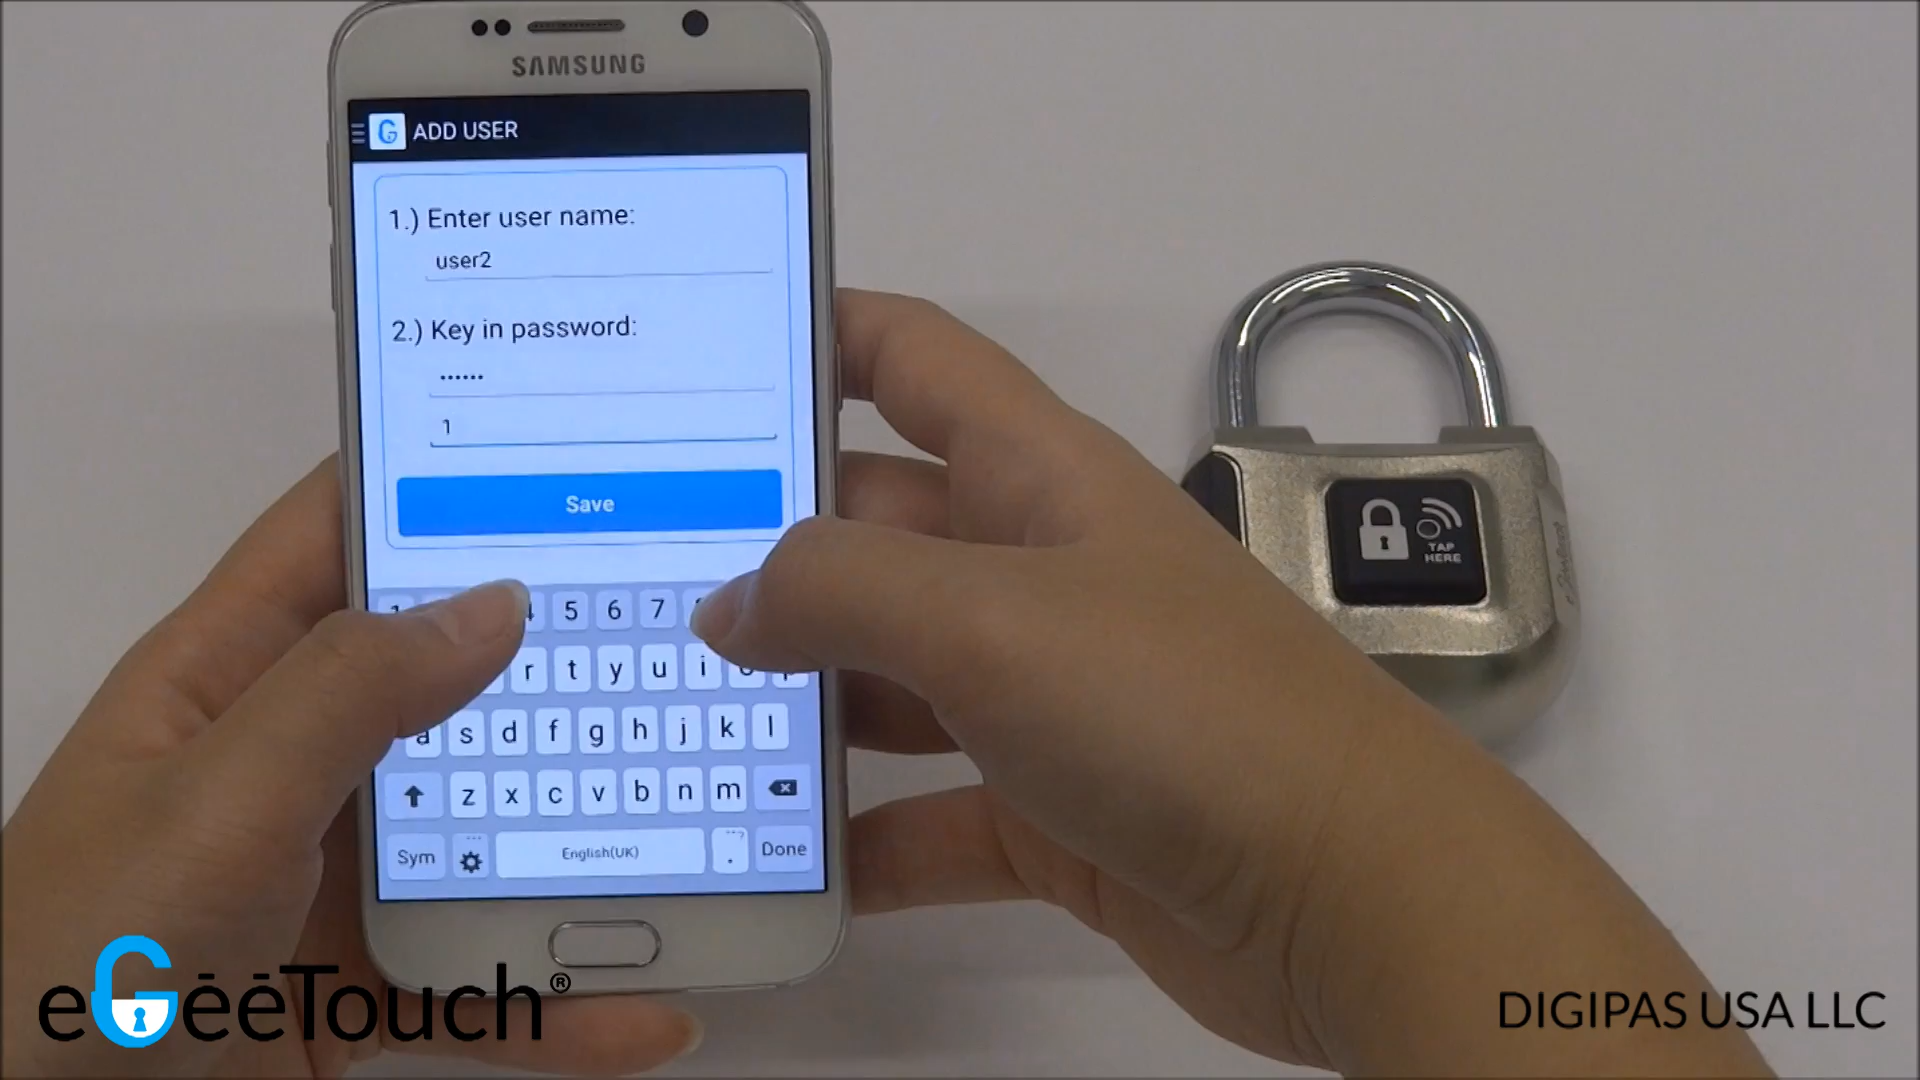 SAMSUNG
ADD USER
1.) Enter user name:
user2
2.) Key in password:
••••••
1
Save
4 5 6 7
r t y u i
a s d f g h j k l
z x c v b n m
Sym English(UK) . Done
TAP
HERE
eGeeTouch®
DIGIPAS USA LLC